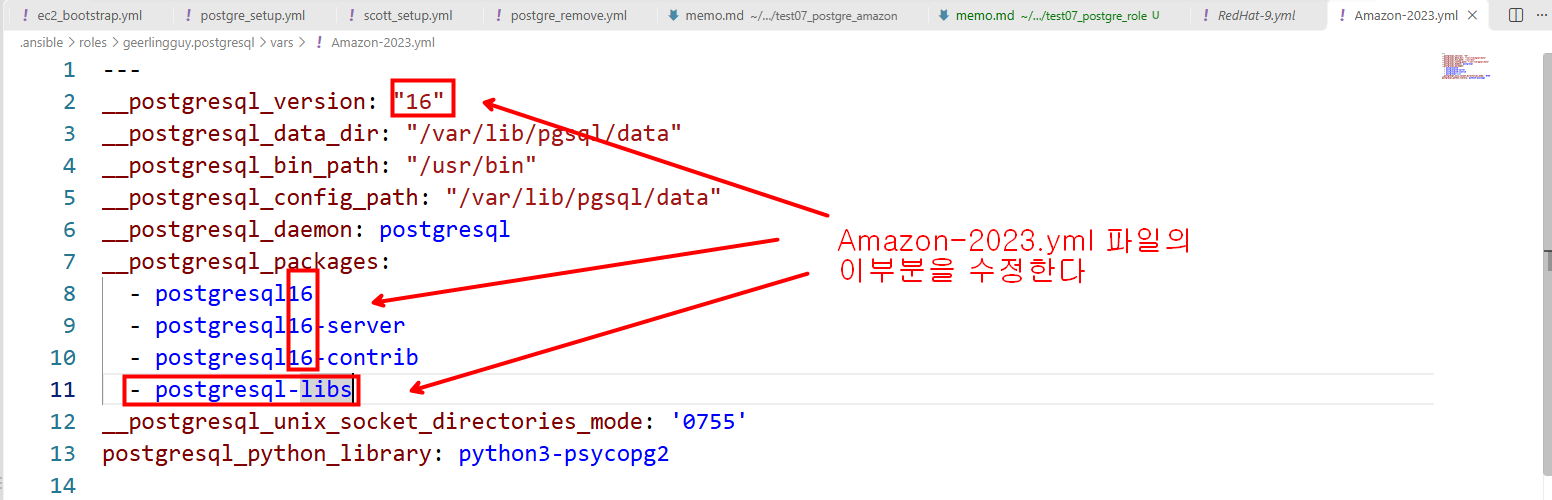 ! ec2_bootstrap.yml ! postgre_setup.yml ! scott_setup.yml ! postgre_remove.yml memo.md ~/.../test07_postgre_amazon memo.md ~/.../test07_postgre_role U ! RedHat-9.yml ! Amazon-2023.yml
.ansible > roles > geerlingguy.postgresql > vars > ! Amazon-2023.yml
1 ---
2 __postgresql_version: "16"
3 __postgresql_data_dir: "/var/lib/pgsql/data"
4 __postgresql_bin_path: "/usr/bin"
5 __postgresql_config_path: "/var/lib/pgsql/data"
6 __postgresql_daemon: postgresql
7 __postgresql_packages:
8 - postgresql16
9 - postgresql16-server
10 - postgresql16-contrib
11 - postgresql-libs
12 __postgresql_unix_socket_directories_mode: '0755'
13 postgresql_python_library: python3-psycopg2
14
Amazon-2023.yml 파일의
이부분을 수정한다